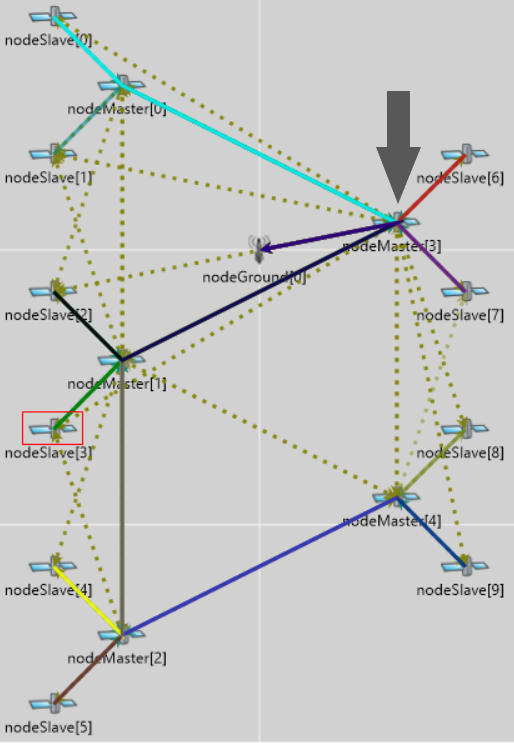 nodeSlave[0]
nodeMaster[0]
nodeSlave[1]
nodeSlave[6]
nodeMaster[3]
nodeGround[0]
nodeSlave[2]
nodeSlave[7]
nodeMaster[1]
nodeSlave[3]
nodeSlave[8]
nodeMaster[4]
nodeSlave[4]
nodeSlave[9]
nodeMaster[2]
nodeSlave[5]